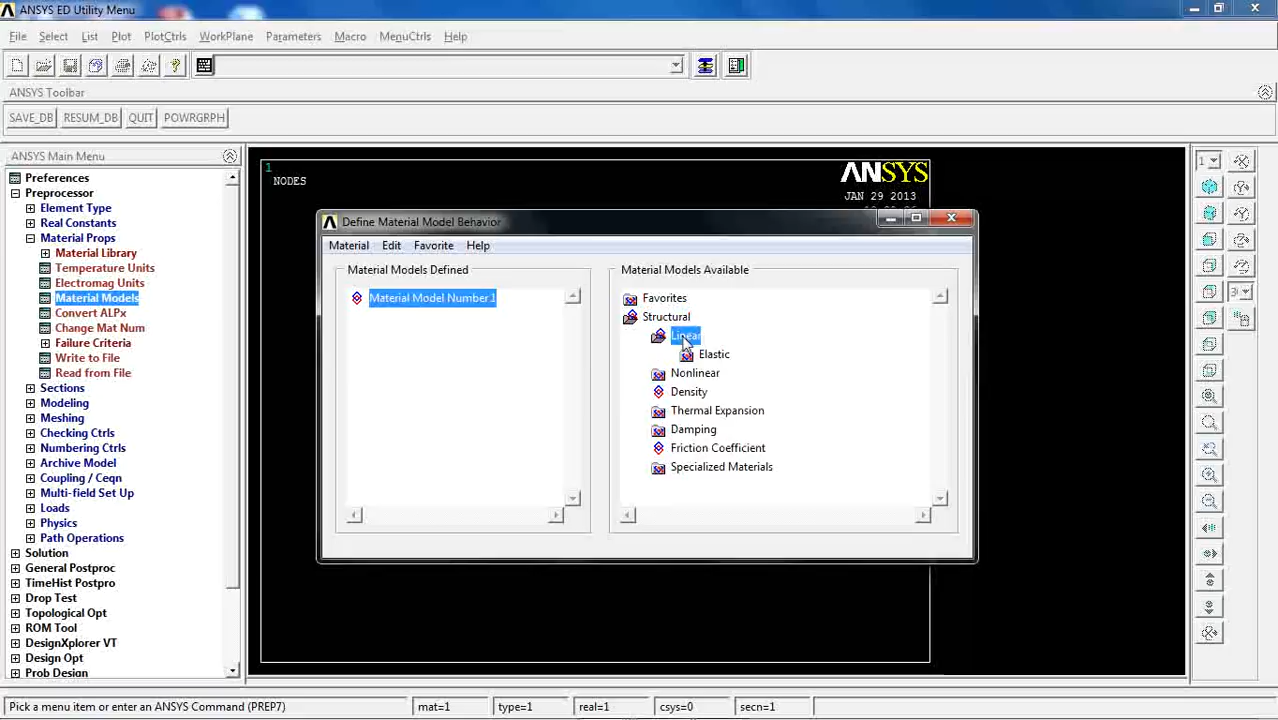 ANSYS ED Utility Menu
File Select List Plot PlotCtrls WorkPlane Parameters Macro MenuCtrls Help
ANSYS Toolbar
SAVE_DB RESUM_DB QUIT POWRGRPH
ANSYS Main Menu
Preferences
Preprocessor
Element Type
Real Constants
Material Props
Material Library
Temperature Units
Electromag Units
Material Models
Convert ALPx
Change Mat Num
Failure Criteria
Write to File
Read from File
Sections
Modeling
Meshing
Checking Ctrls
Numbering Ctrls
Archive Model
Coupling / Ceqn
Multi-field Set Up
Loads
Physics
Path Operations
Solution
General Postproc
TimeHist Postpro
Drop Test
Topological Opt
ROM Tool
DesignXplorer VT
Design Opt
Prob Design
1
NODES
ANSYS
JAN 29 2013
Define Material Model Behavior
Material Edit Favorite Help
Material Models Defined
Material Model Number 1
Material Models Available
Favorites
Structural
Linear
Elastic
Nonlinear
Density
Thermal Expansion
Damping
Friction Coefficient
Specialized Materials
1
3
Pick a menu item or enter an ANSYS Command (PREP7)
mat=1 type=1 real=1 csys=0 secn=1